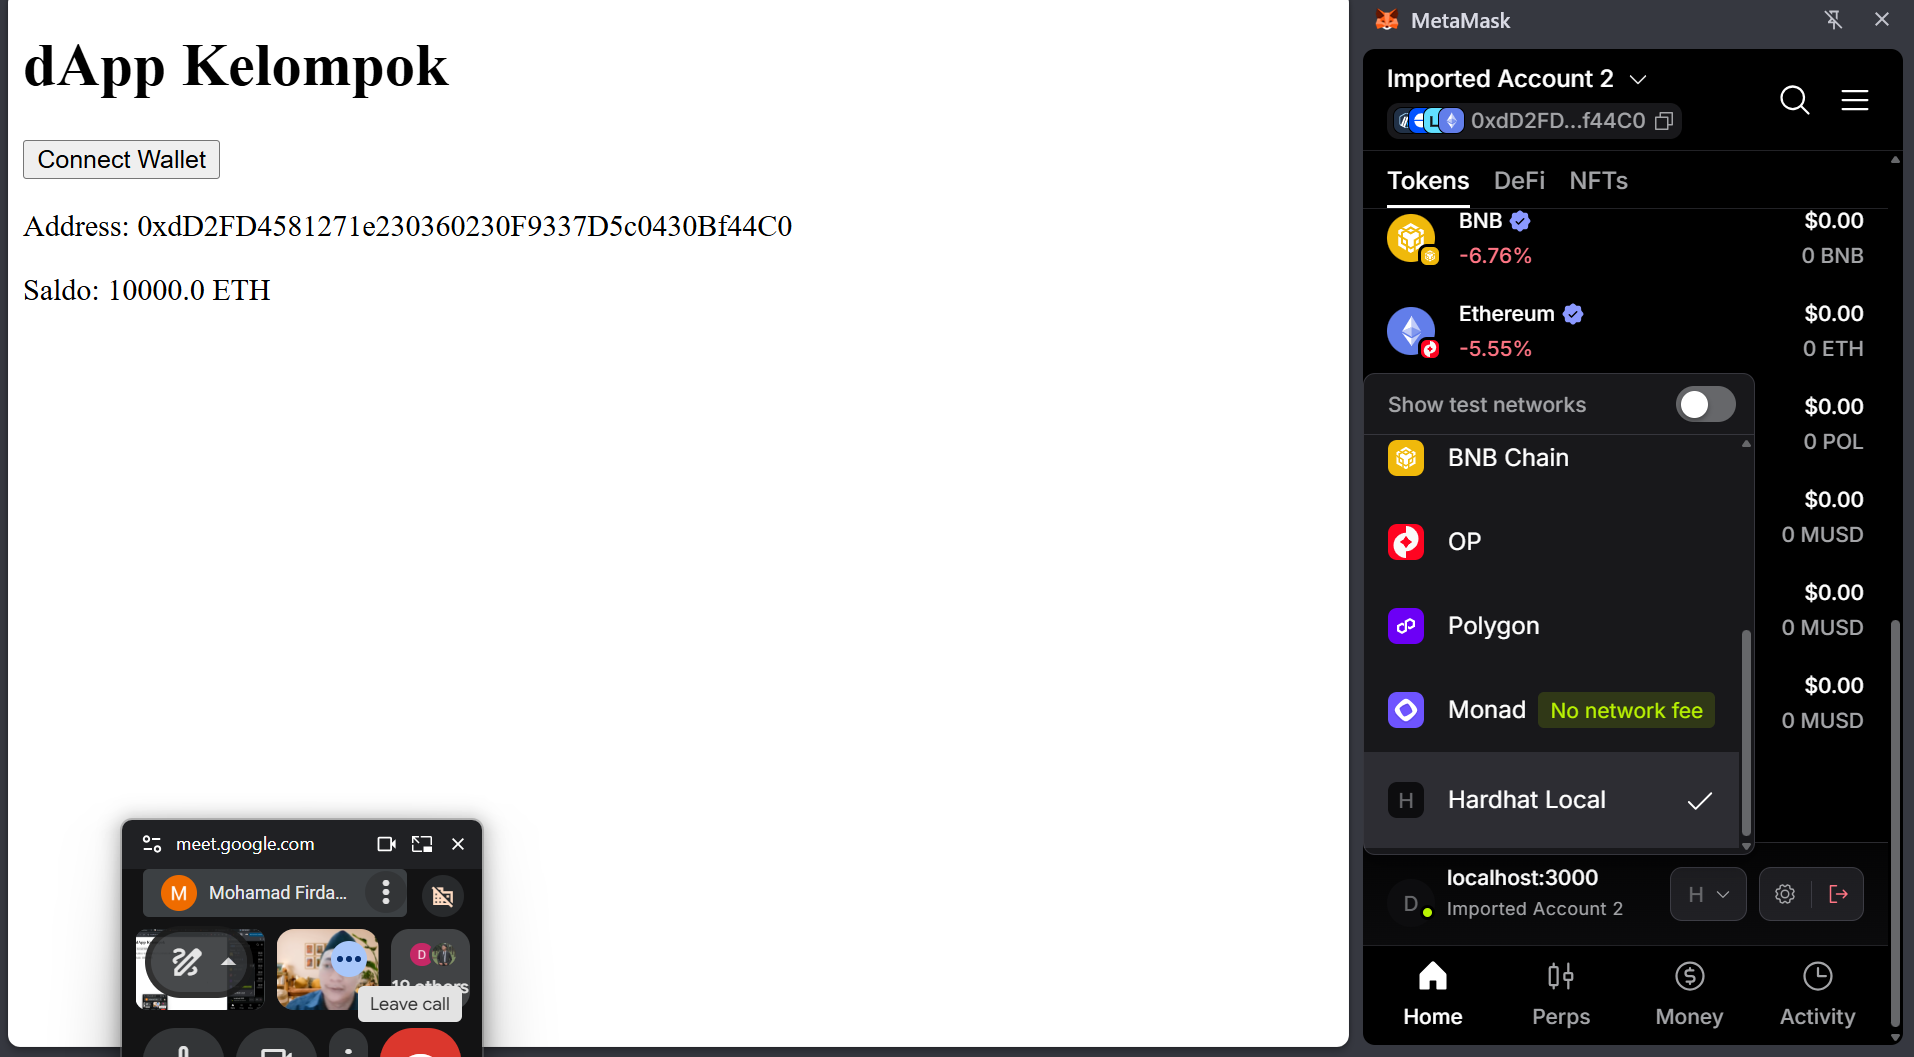 dApp Kelompok
Connect Wallet
Address: 0xdD2FD4581271e230360230F9337D5c0430Bf44C0
Saldo: 10000.0 ETH
meet.google.com
M
Mohamad Firda...
D
19 others
Leave call
MetaMask
Imported Account 2
0xdD2FD...f44C0
Tokens DeFi NFTs
BNB $0.00
-6.76% 0 BNB
Ethereum $0.00
-5.55% 0 ETH
$0.00
0 POL
$0.00
0 MUSD
$0.00
0 MUSD
$0.00
0 MUSD
Show test networks
BNB Chain
OP
Polygon
Monad No network fee
H Hardhat Local
D
localhost:3000
Imported Account 2
H
Home Perps Money Activity